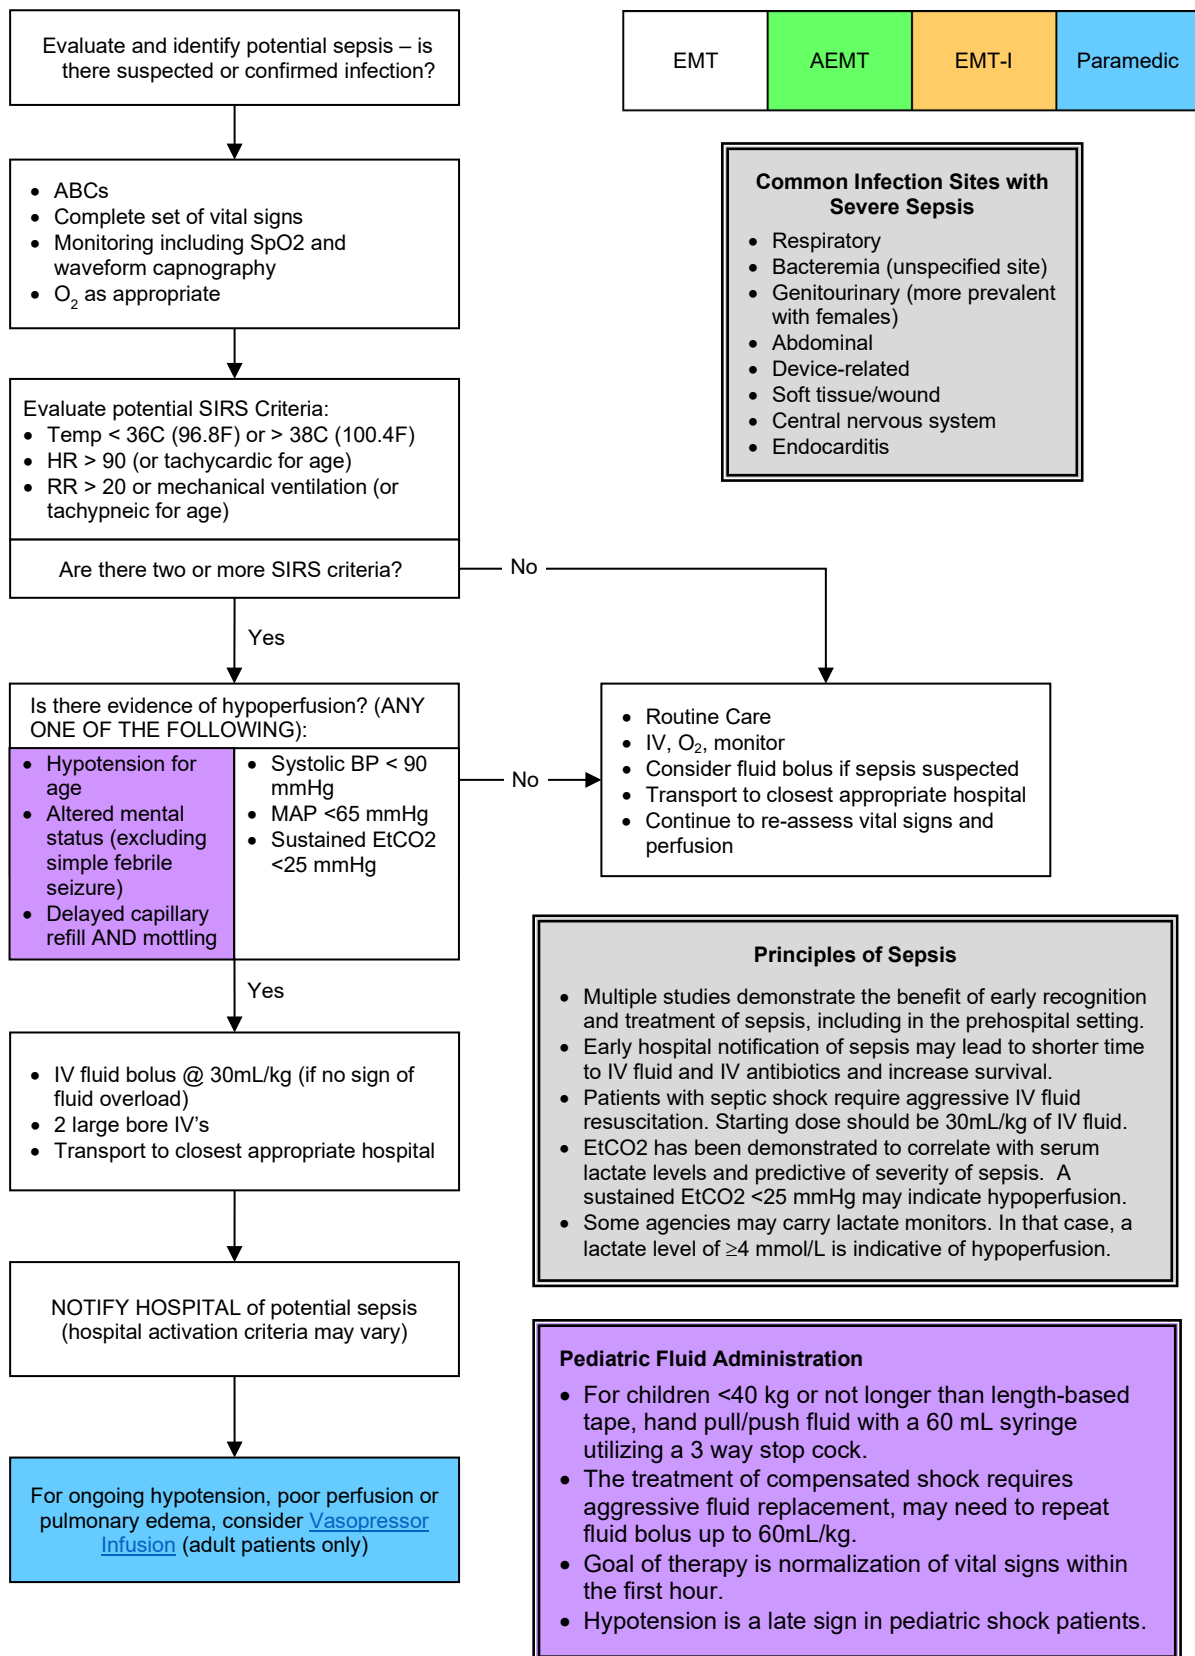 Evaluate and identify potential sepsis – is
there suspected or confirmed infection?
EMT
AEMT
EMT-I
Paramedic
• ABCs
• Complete set of vital signs
• Monitoring including SpO2 and
waveform capnography
• O2 as appropriate
Common Infection Sites with
Severe Sepsis
• Respiratory
• Bacteremia (unspecified site)
• Genitourinary (more prevalent
with females)
• Abdominal
• Device-related
• Soft tissue/wound
• Central nervous system
• Endocarditis
Evaluate potential SIRS Criteria:
• Temp < 36C (96.8F) or > 38C (100.4F)
• HR > 90 (or tachycardic for age)
• RR > 20 or mechanical ventilation (or
tachypneic for age)
Are there two or more SIRS criteria?
No
Yes
Is there evidence of hypoperfusion? (ANY
ONE OF THE FOLLOWING):
• Hypotension for
age
• Altered mental
status (excluding
simple febrile
seizure)
• Delayed capillary
refill AND mottling
• Systolic BP < 90
mmHg
• MAP <65 mmHg
• Sustained EtCO2
<25 mmHg
No
• Routine Care
• IV, O2, monitor
• Consider fluid bolus if sepsis suspected
• Transport to closest appropriate hospital
• Continue to re-assess vital signs and
perfusion
Yes
• IV fluid bolus @ 30mL/kg (if no sign of
fluid overload)
• 2 large bore IV's
• Transport to closest appropriate hospital
Principles of Sepsis
• Multiple studies demonstrate the benefit of early recognition
and treatment of sepsis, including in the prehospital setting.
• Early hospital notification of sepsis may lead to shorter time
to IV fluid and IV antibiotics and increase survival.
• Patients with septic shock require aggressive IV fluid
resuscitation. Starting dose should be 30mL/kg of IV fluid.
• EtCO2 has been demonstrated to correlate with serum
lactate levels and predictive of severity of sepsis. A
sustained EtCO2 <25 mmHg may indicate hypoperfusion.
• Some agencies may carry lactate monitors. In that case, a
lactate level of ≥4 mmol/L is indicative of hypoperfusion.
NOTIFY HOSPITAL of potential sepsis
(hospital activation criteria may vary)
For ongoing hypotension, poor perfusion or
pulmonary edema, consider Vasopressor
Infusion (adult patients only)
Pediatric Fluid Administration
• For children <40 kg or not longer than length-based
tape, hand pull/push fluid with a 60 mL syringe
utilizing a 3 way stop cock.
• The treatment of compensated shock requires
aggressive fluid replacement, may need to repeat
fluid bolus up to 60mL/kg.
• Goal of therapy is normalization of vital signs within
the first hour.
• Hypotension is a late sign in pediatric shock patients.